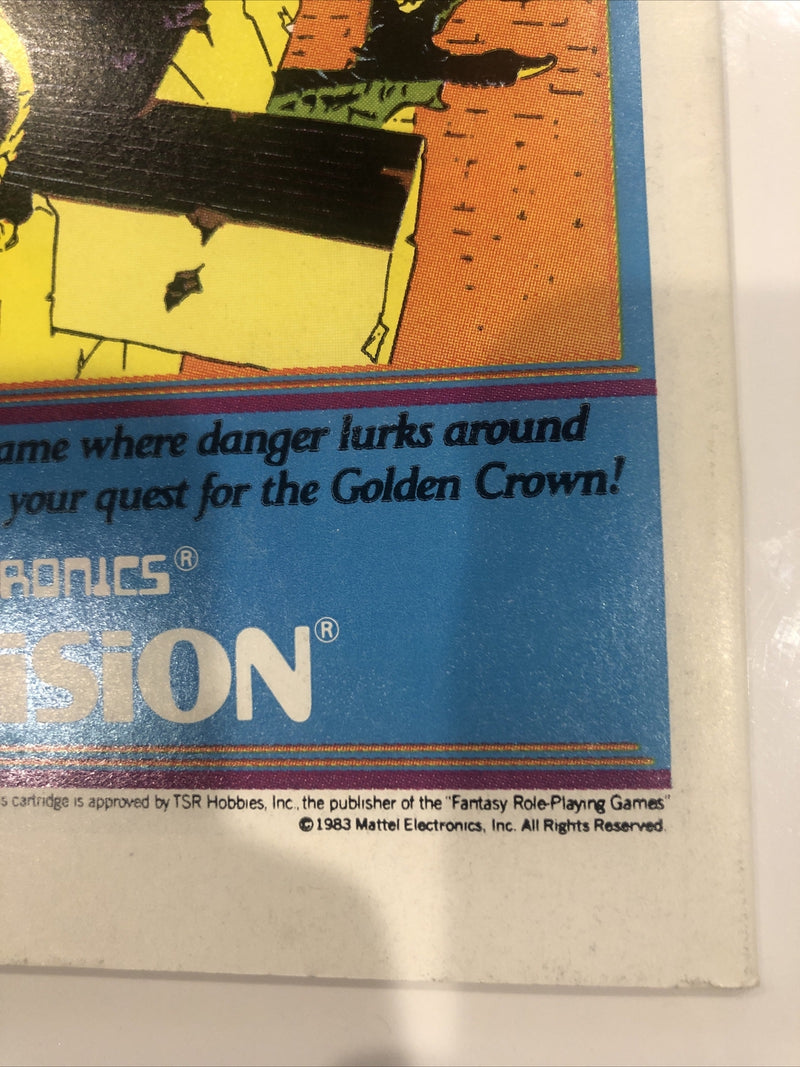 ame where danger lurks around
your quest for the Golden Crown!
RONICS®
ISION®
s cartridge is approved by TSR Hobbies, Inc., the publisher of the "Fantasy Role-Playing Games"
©1983 Mattel Electronics, Inc. All Rights Reserved.